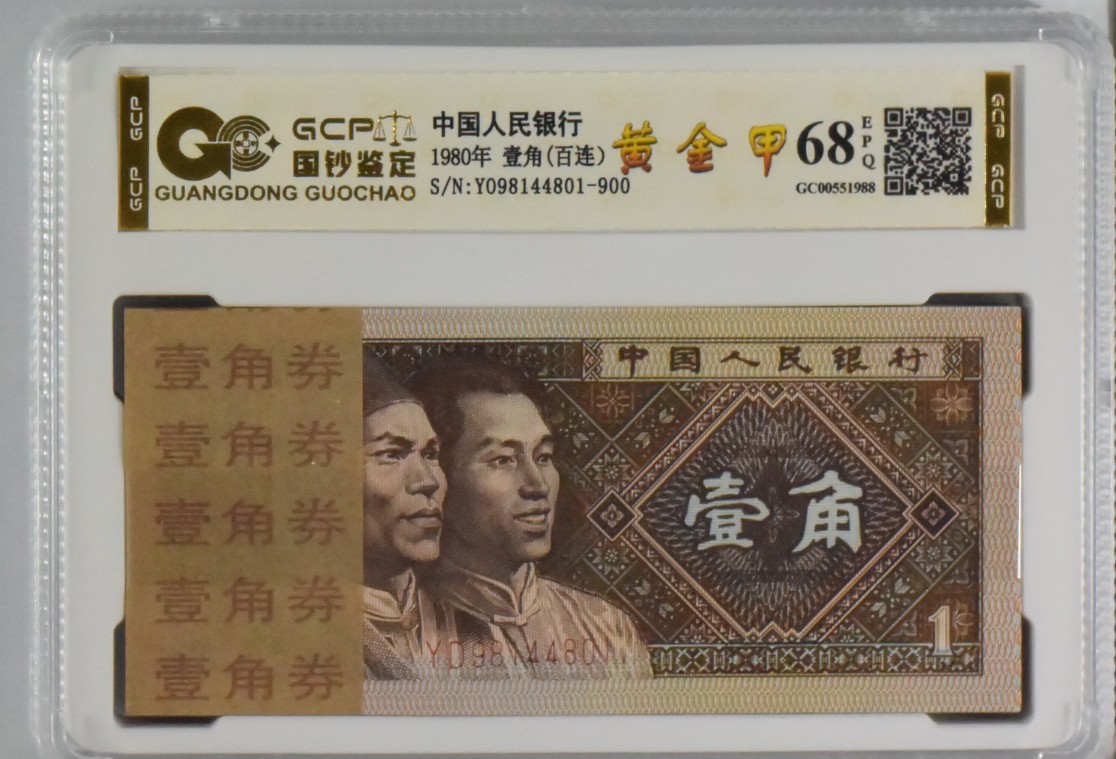 GCP
GCP
GCP
国钞鉴定
GUANGDONG GUOCHAO
中国人民银行
1980年 壹角(百连)
S/N:Y098144801-900
黄金甲
68
EPQ
GC00551988
GCP
GCP
壹角券
壹角券
壹角券
壹角券
壹角券
中国人民银行
壹角
YD98144801
1